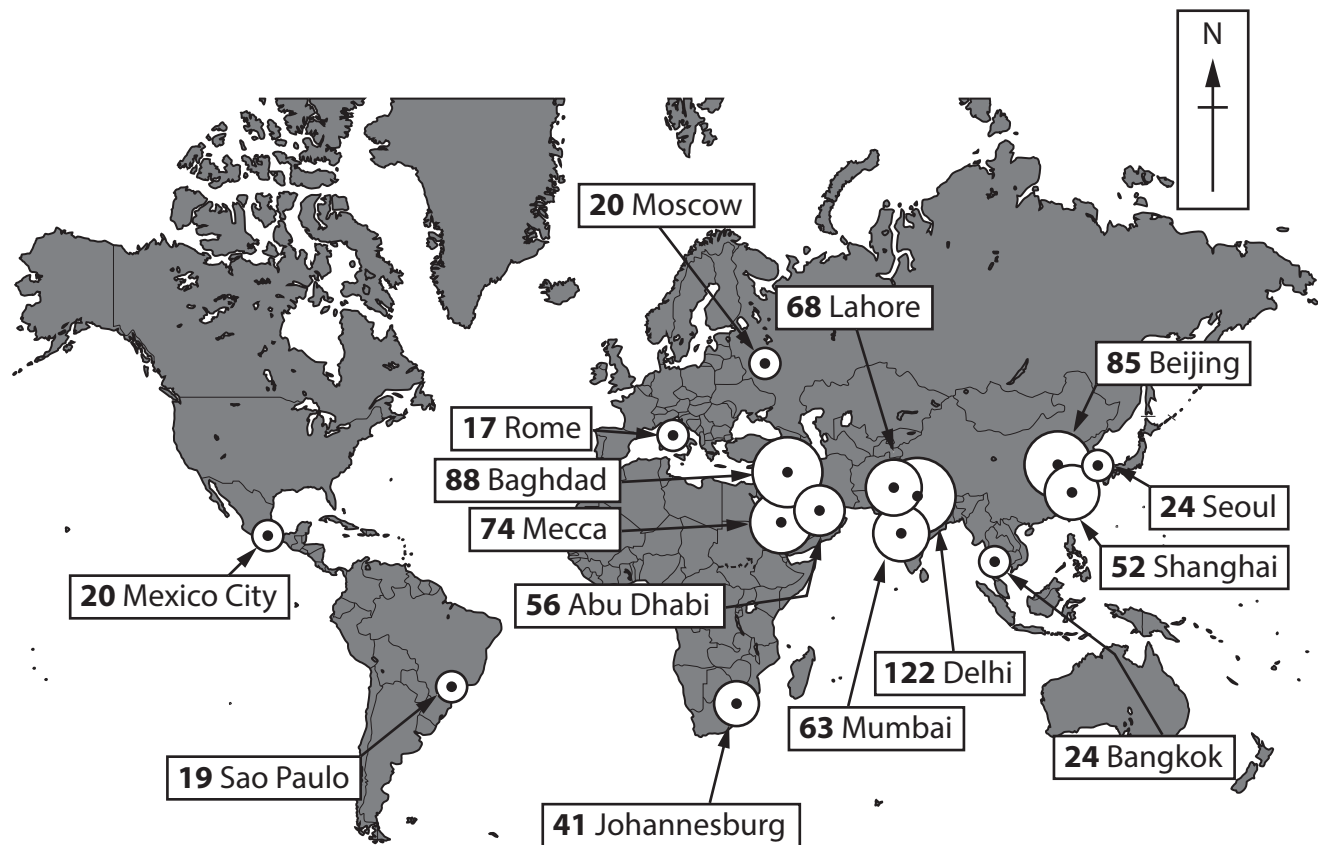 N
20 Moscow
68 Lahore
85 Beijing
17 Rome
88 Baghdad
74 Mecca
24 Seoul
52 Shanghai
20 Mexico City
56 Abu Dhabi
122 Delhi
63 Mumbai
24 Bangkok
19 Sao Paulo
41 Johannesburg